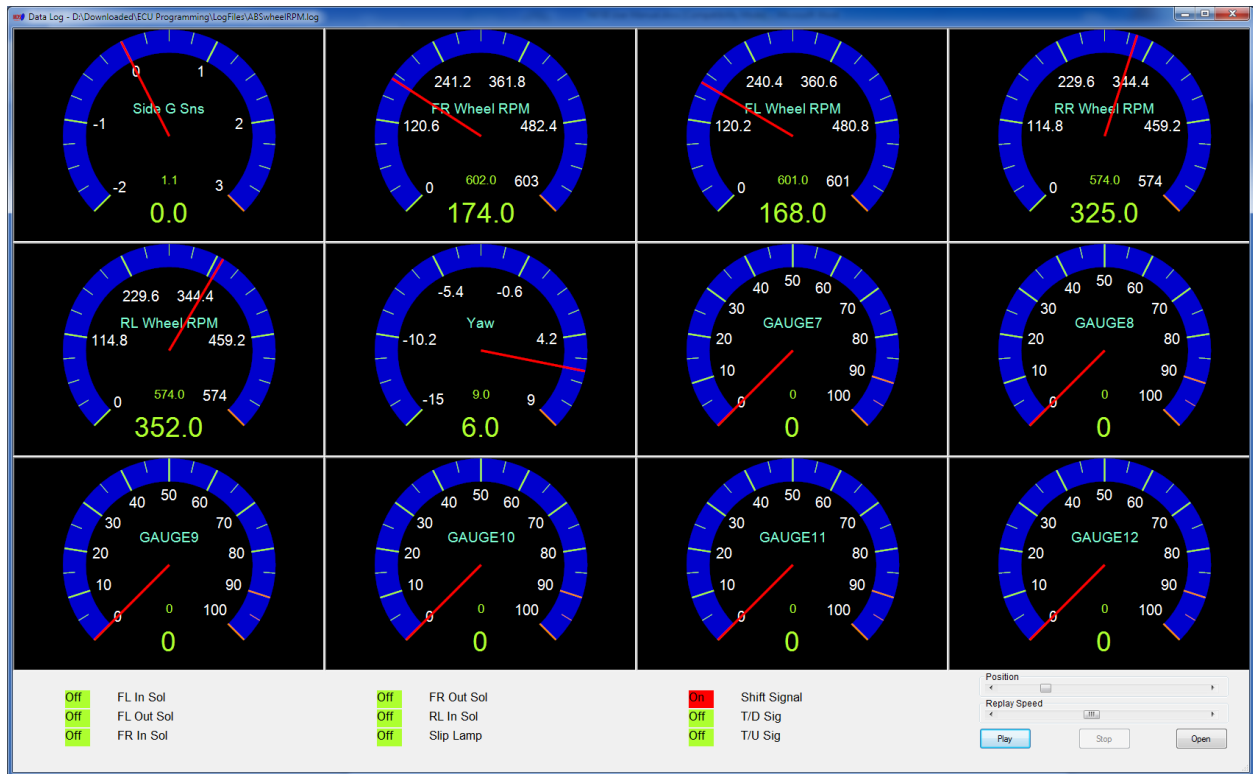 Data Log - D:\Downloaded\ECU Programming\LogFiles\ABSwheelRPM.log
0 1
Side G Sns
-1 2
1.1
-2 3
0.0
241.2 361.8
FR Wheel RPM
120.6 482.4
602.0 603
0
174.0
240.4 360.6
FL Wheel RPM
120.2 480.8
601.0 601
0
168.0
229.6 344.4
RR Wheel RPM
114.8 459.2
574.0 574
0
325.0
229.6 344.4
RL Wheel RPM
114.8 459.2
574.0 574
0
352.0
-5.4 -0.6
Yaw
-10.2 4.2
9.0
-15 9
6.0
50
40 60
30 70
GAUGE7
20 80
10 90
0 0 100
0
50
40 60
30 70
GAUGE8
20 80
10 90
0 0 100
0
50
40 60
30 70
GAUGE9
20 80
10 90
0 0 100
0
50
40 60
30 70
GAUGE10
20 80
10 90
0 0 100
0
50
40 60
30 70
GAUGE11
20 80
10 90
0 0 100
0
50
40 60
30 70
GAUGE12
20 80
10 90
0 0 100
0
Off FL In Sol
Off FL Out Sol
Off FR In Sol
Off FR Out Sol
Off RL In Sol
Off Slip Lamp
On Shift Signal
Off T/D Sig
Off T/U Sig
Position
Replay Speed
Play Stop Open